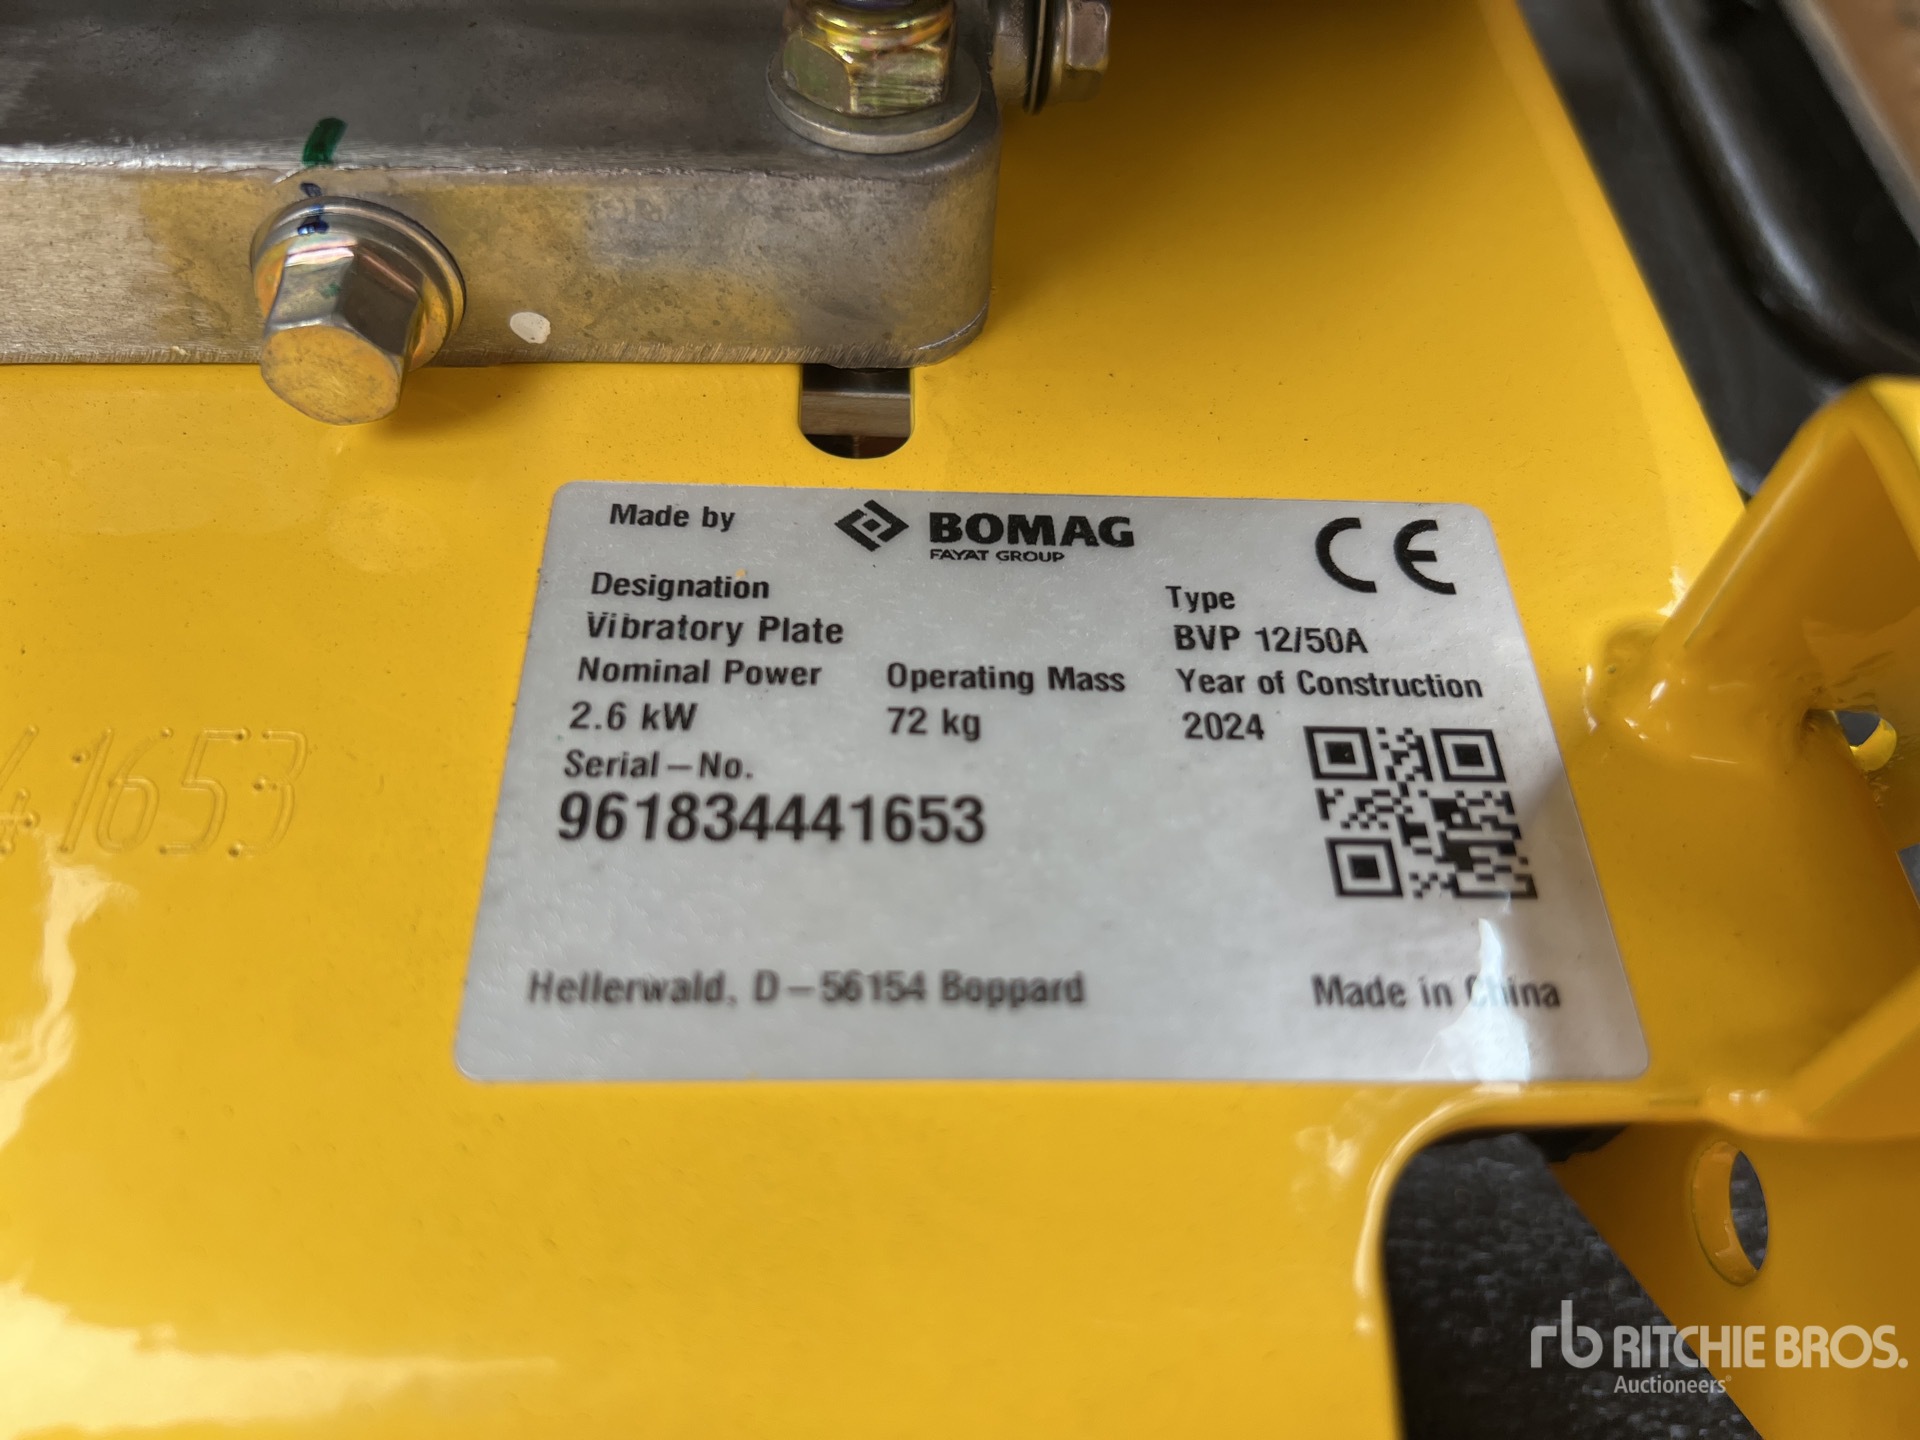 Made by
BOMAG
FAYAT GROUP
CE
Designation
Vibratory Plate
Type
BVP 12/50A
Nominal Power
2.6 kW
Operating Mass
72 kg
Year of Construction
2024
Serial-No.
961834441653
Hellerwald, D-56154 Boppard
Made in China
41653
rb RITCHIE BROS.
Auctioneers